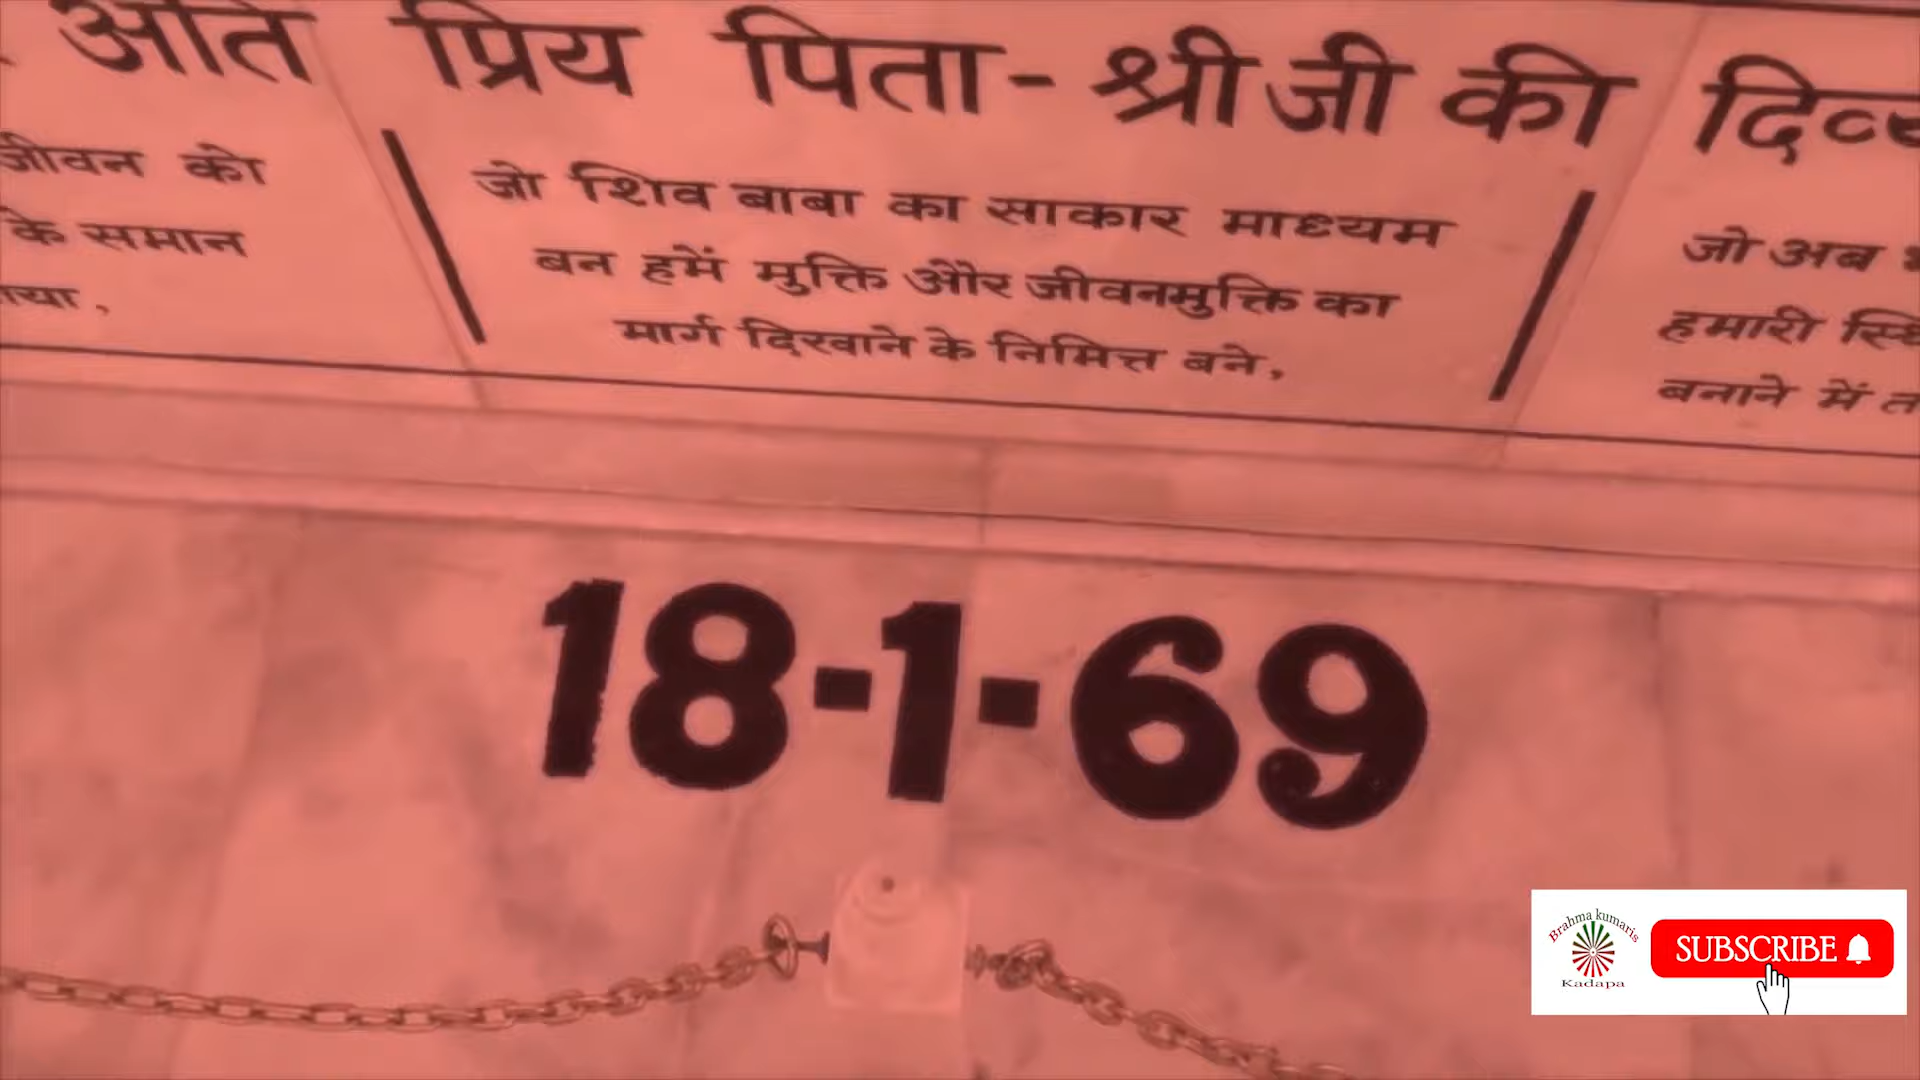 अति प्रिय पिता-श्री जी की
जीवन को
के समान
जो शिव बाबा का साकार माध्यम
बन हमें मुक्ति और जीवनमुक्ति का
मार्ग दिखाने के निमित्त बने,
जो अब
हमारी
बनाने में
18-1-69
Brahma kumaris
Kadapa
SUBSCRIBE